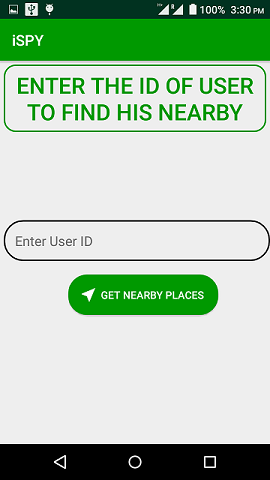 100% 3:30 PM
iSPY
ENTER THE ID OF USER
TO FIND HIS NEARBY
Enter User ID
GET NEARBY PLACES